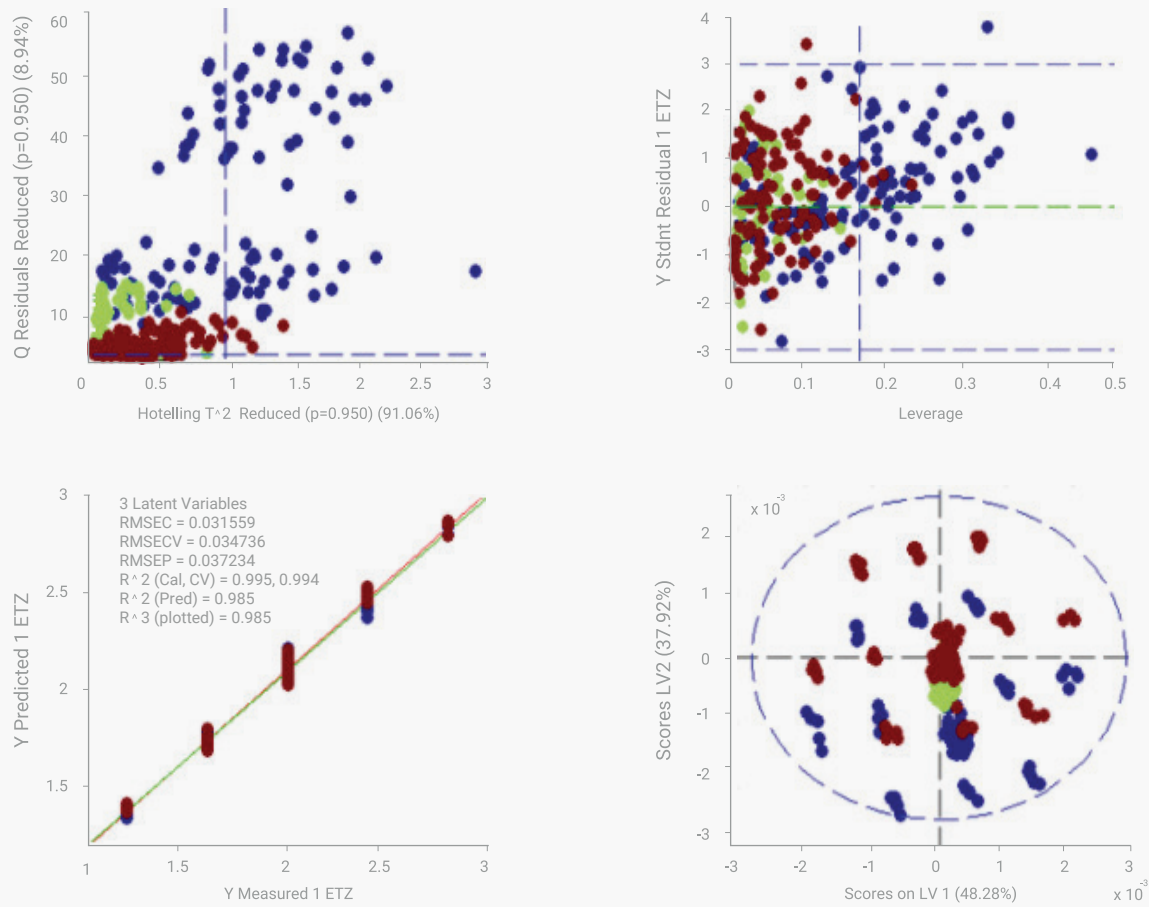 Q Residuals Reduced (p=0.950) (8.94%)
60
50
40
30
20
10
0
0.5
1
1.5
2
2.5
3
Hotelling T^2 Reduced (p=0.950) (91.06%)
Y Stdnt Residual 1 ETZ
4
3
2
1
0
-1
-2
-3
0
0.1
0.2
0.3
0.4
0.5
Leverage
Y Predicted 1 ETZ
3
2.5
2
1.5
3 Latent Variables
RMSEC = 0.031559
RMSECV = 0.034736
RMSEP = 0.037234
R^2 (Cal, CV) = 0.995, 0.994
R^2 (Pred) = 0.985
R^3 (plotted) = 0.985
1
1.5
2
2.5
3
Y Measured 1 ETZ
Scores LV2 (37.92%)
x 10⁻³
2
1
0
-1
-2
-3
-3
-2
-1
0
1
2
3
Scores on LV 1 (48.28%)
x 10⁻³